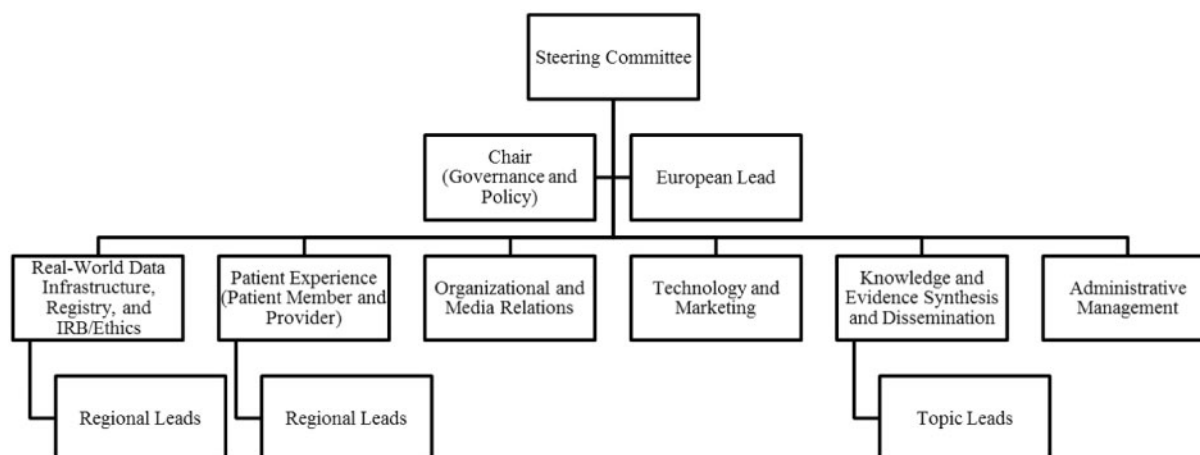 Steering Committee
Chair
(Governance and
Policy)
European Lead
Real-World Data
Infrastructure,
Registry, and
IRB/Ethics
Patient Experience
(Patient Member and
Provider)
Organizational and
Media Relations
Technology and
Marketing
Knowledge and
Evidence Synthesis
and Dissemination
Administrative
Management
Regional Leads
Regional Leads
Topic Leads